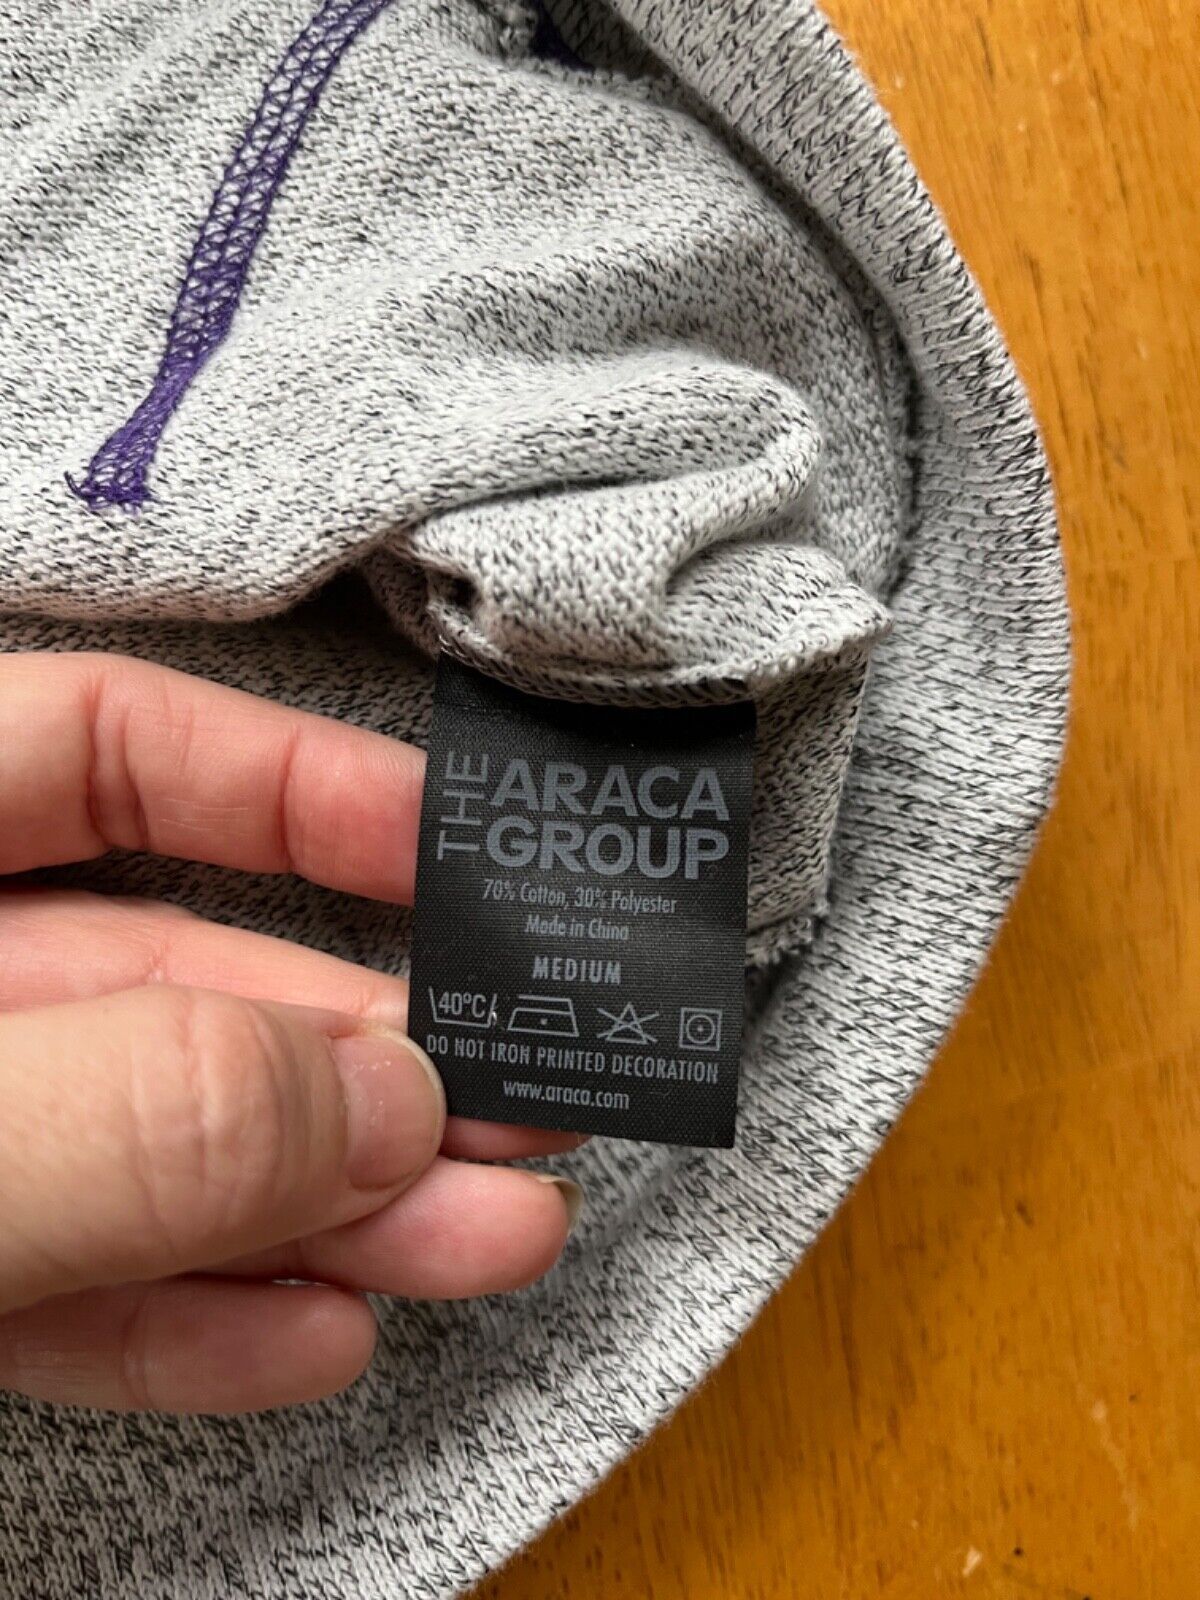 THE ARACA
GROUP
70% Cotton, 30% Polyester
Made in China
MEDIUM
40°C
DO NOT IRON PRINTED DECORATION
www.araca.com